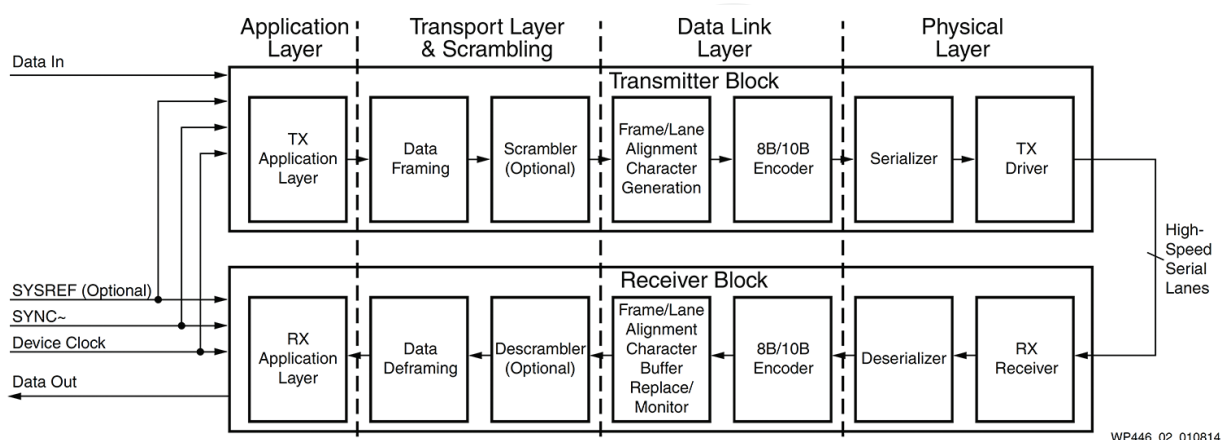 Application
Layer
Transport Layer
& Scrambling
Data Link
Layer
Physical
Layer
Data In
Transmitter Block
TX
Application
Layer
Data
Framing
Scrambler
(Optional)
Frame/Lane
Alignment
Character
Generation
8B/10B
Encoder
Serializer
TX
Driver
High-
Speed
Serial
Lanes
SYSREF (Optional)
SYNC~
Device Clock
Data Out
Receiver Block
RX
Application
Layer
Data
Deframing
Descrambler
(Optional)
Frame/Lane
Alignment
Character
Buffer
Replace/
Monitor
8B/10B
Encoder
Deserializer
RX
Receiver
WP446_02_010814